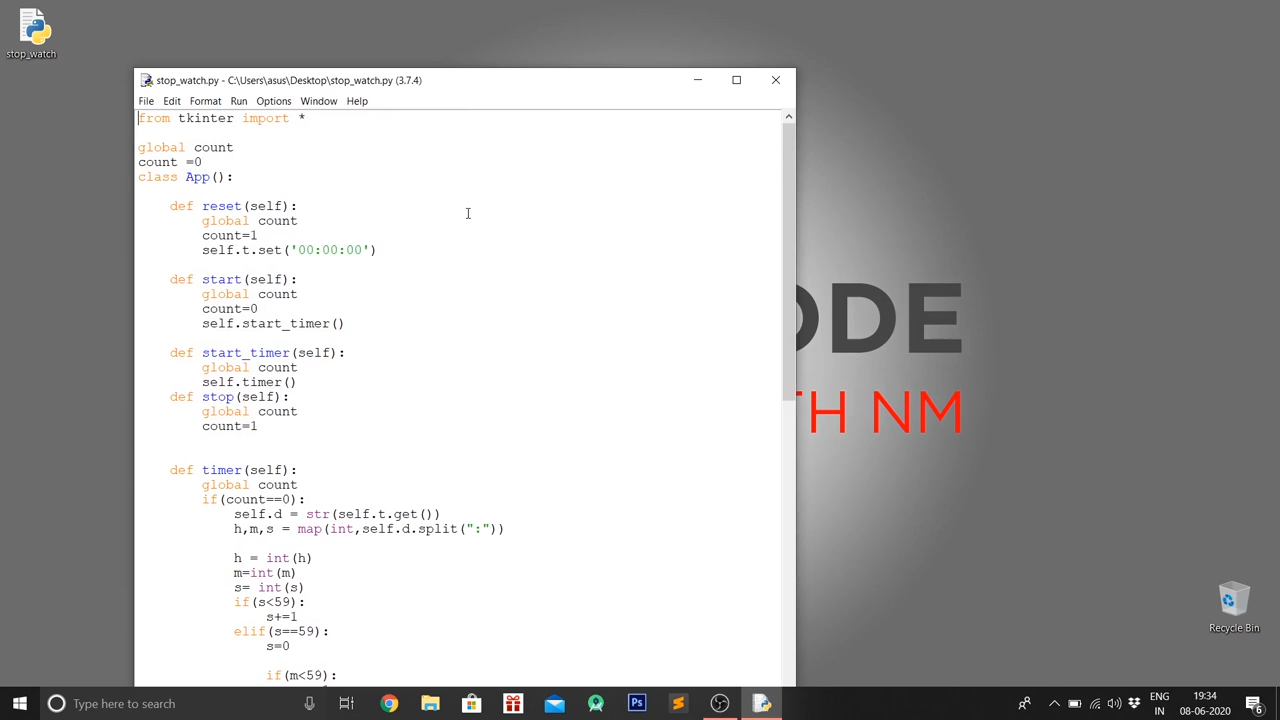 stop_watch
stop_watch.py - C:\Users\asus\Desktop\stop_watch.py (3.7.4)
File Edit Format Run Options Window Help
from tkinter import *
global count
count =0
class App():
def reset(self):
global count
count=1
self.t.set('00:00:00')
def start(self):
global count
count=0
self.start_timer()
def start_timer(self):
global count
self.timer()
def stop(self):
global count
count=1
def timer(self):
global count
if(count==0):
self.d = str(self.t.get())
h,m,s = map(int,self.d.split(":"))
h = int(h)
m=int(m)
s= int(s)
if(s<59):
s+=1
elif(s==59):
s=0
if(m<59):
ODE
TH NM
Recycle Bin
Type here to search
Ps
ENG
IN
19:34
08-06-2020
6